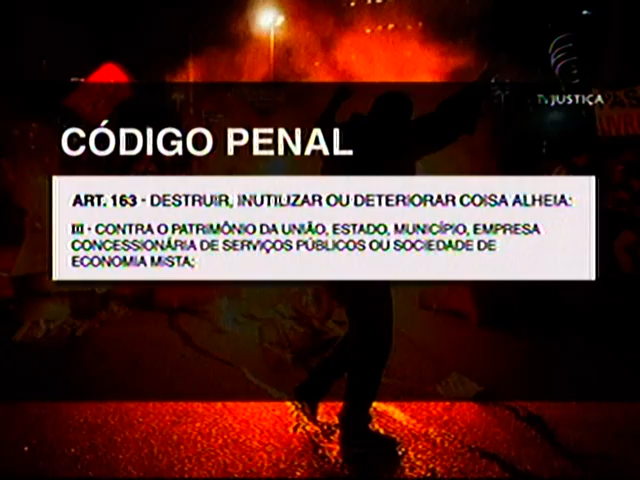 TV JUSTIÇA
CÓDIGO PENAL
ART. 163 - DESTRUIR, INUTILIZAR OU DETERIORAR COISA ALHEIA:
III - CONTRA O PATRIMÔNIO DA UNIÃO, ESTADO, MUNICÍPIO, EMPRESA
CONCESSIONÁRIA DE SERVIÇOS PÚBLICOS OU SOCIEDADE DE
ECONOMIA MISTA;